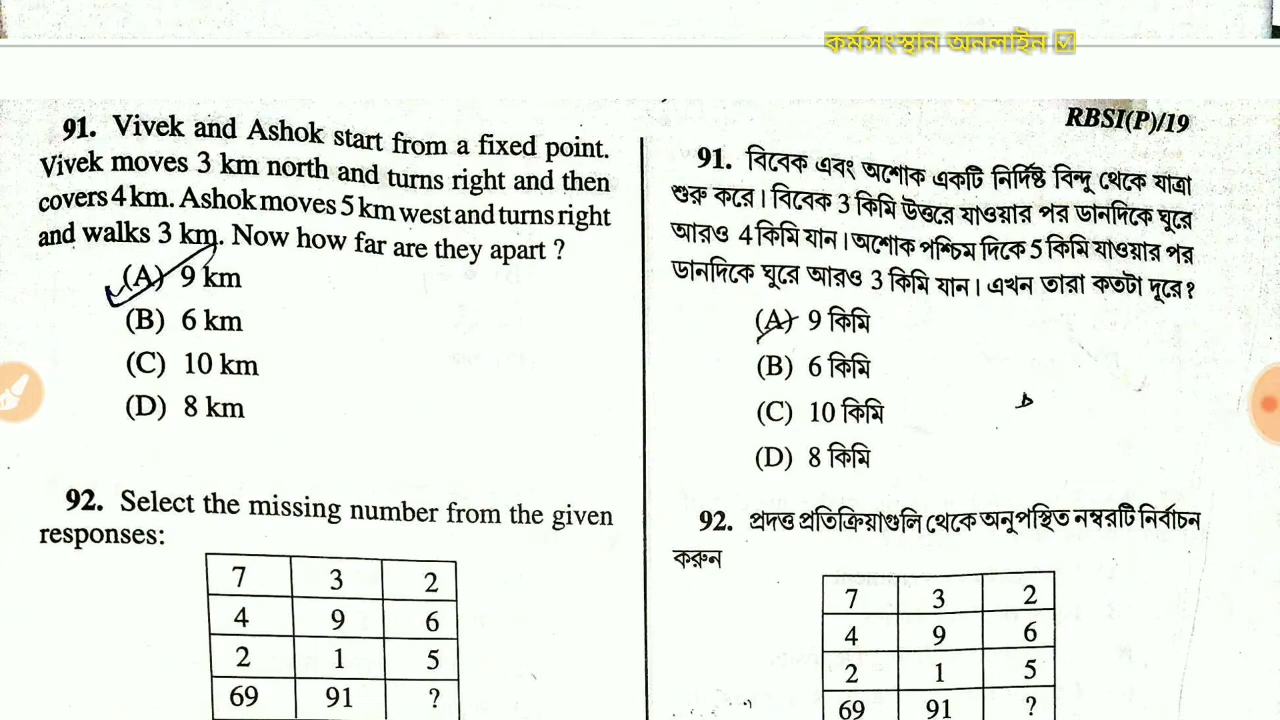 কর্মসংস্থান অনলাইন
RBSI(P)/19
91. Vivek and Ashok start from a fixed point.
Vivek moves 3 km north and turns right and then
covers 4 km. Ashok moves 5 km west and turns right
and walks 3 km. Now how far are they apart ?
(A) 9 km
(B) 6 km
(C) 10 km
(D) 8 km
92. Select the missing number from the given
responses:
7 3 2
4 9 6
2 1 5
69 91 ?
91. বিবেক এবং অশোক একটি নির্দিষ্ট বিন্দু থেকে যাত্রা
শুরু করে। বিবেক 3 কিমি উত্তরে যাওয়ার পর ডানদিকে ঘুরে
আরও 4 কিমি যান। অশোক পশ্চিম দিকে 5 কিমি যাওয়ার পর
ডানদিকে ঘুরে আরও 3 কিমি যান। এখন তারা কতটা দূরে?
(A) 9 কিমি
(B) 6 কিমি
(C) 10 কিমি
(D) 8 কিমি
92. প্রদত্ত প্রতিক্রিয়াগুলি থেকে অনুপস্থিত নম্বরটি নির্বাচন
করুন
7 3 2
4 9 6
2 1 5
69 91 ?